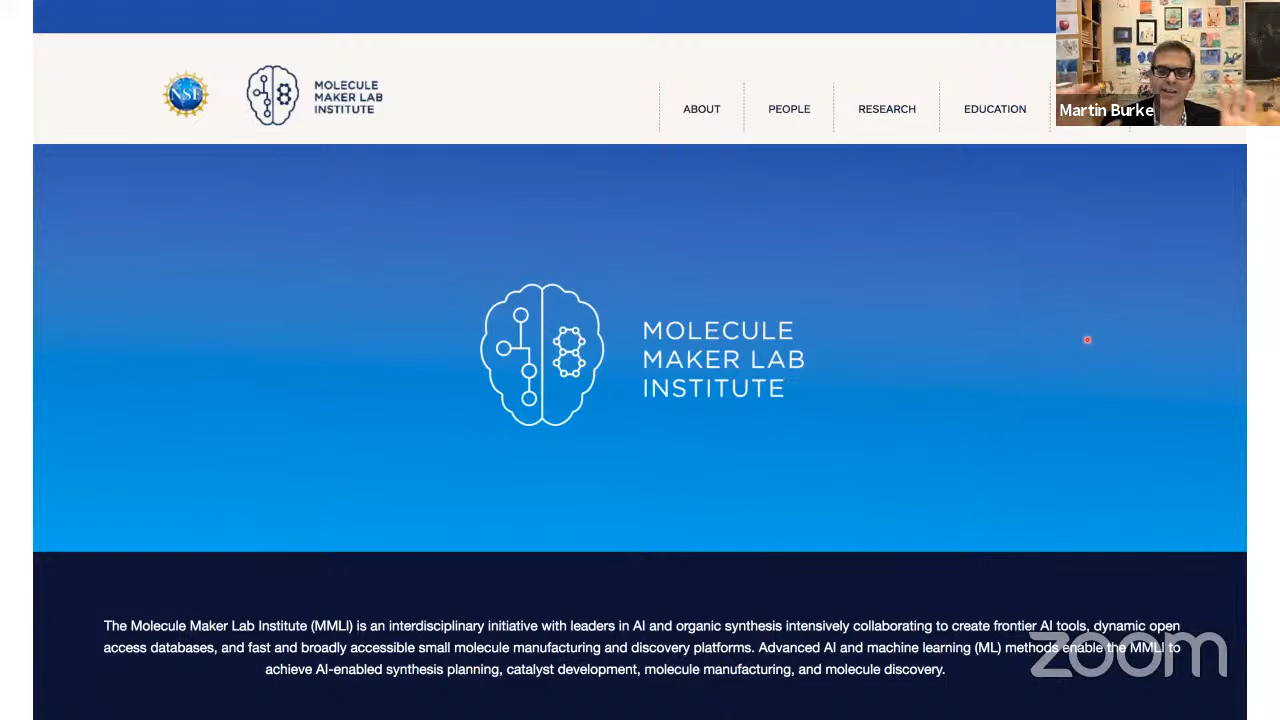 NSF
MOLECULE
MAKER LAB
INSTITUTE
ABOUT
PEOPLE
RESEARCH
EDUCATION
Martin Burke
MOLECULE
MAKER LAB
INSTITUTE
The Molecule Maker Lab Institute (MMLI) is an interdisciplinary initiative with leaders in AI and organic synthesis intensively collaborating to create frontier AI tools, dynamic open
access databases, and fast and broadly accessible small molecule manufacturing and discovery platforms. Advanced AI and machine learning (ML) methods enable the MMLI to
achieve AI-enabled synthesis planning, catalyst development, molecule manufacturing, and molecule discovery.
zoom